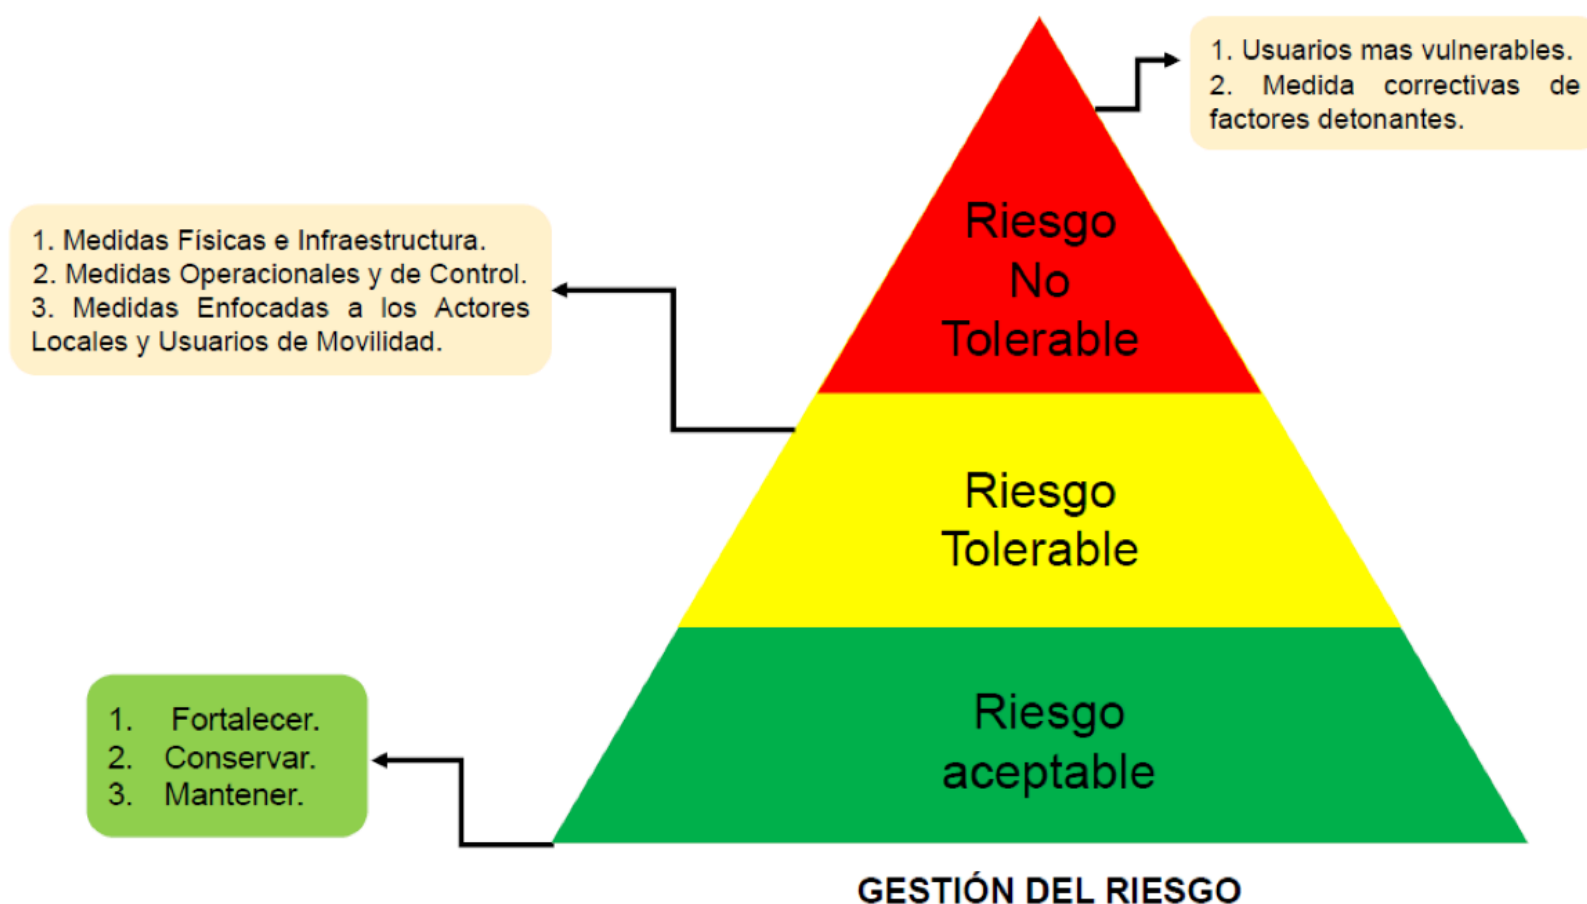 1. Usuarios mas vulnerables.
2. Medida correctivas de
factores detonantes.
Riesgo
No
Tolerable
1. Medidas Físicas e Infraestructura.
2. Medidas Operacionales y de Control.
3. Medidas Enfocadas a los Actores
Locales y Usuarios de Movilidad.
Riesgo
Tolerable
Riesgo
aceptable
1. Fortalecer.
2. Conservar.
3. Mantener.
GESTIÓN DEL RIESGO